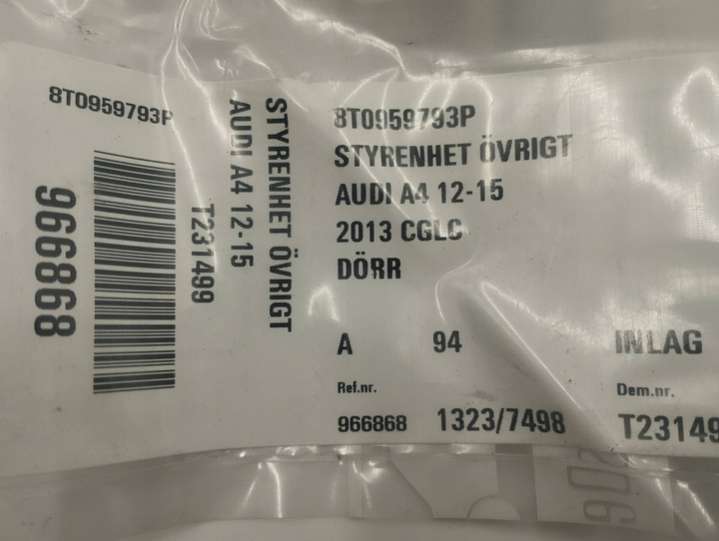 8T0959793P
966868
T231499
STYRENHET ÖVRIGT
AUDI A4 12-15
8T0959793P
STYRENHET ÖVRIGT
AUDI A4 12-15
2013 CGLC
DÖRR
A 94 INLAG
Ref.nr. Dem.nr.
966868 1323/7498 T23149